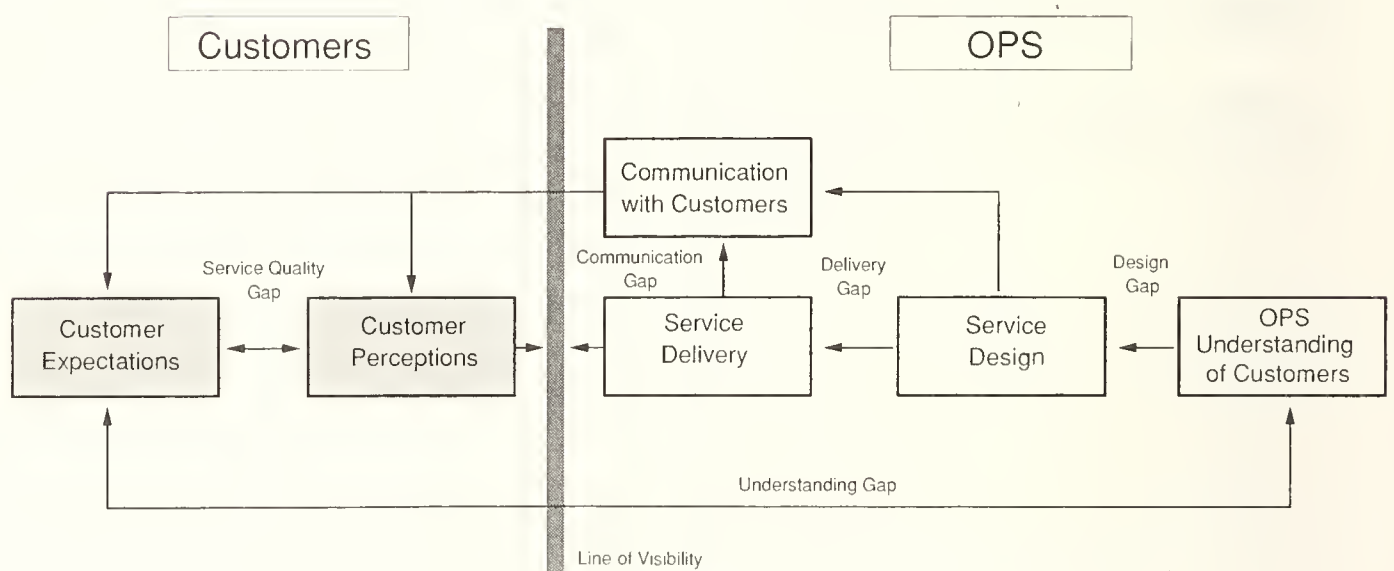 Customers
OPS
Communication
with Customers
Service Quality
Gap
Communication
Gap
Delivery
Gap
Design
Gap
Customer
Expectations
Customer
Perceptions
Service
Delivery
Service
Design
OPS
Understanding
of Customers
Understanding Gap
Line of Visibility